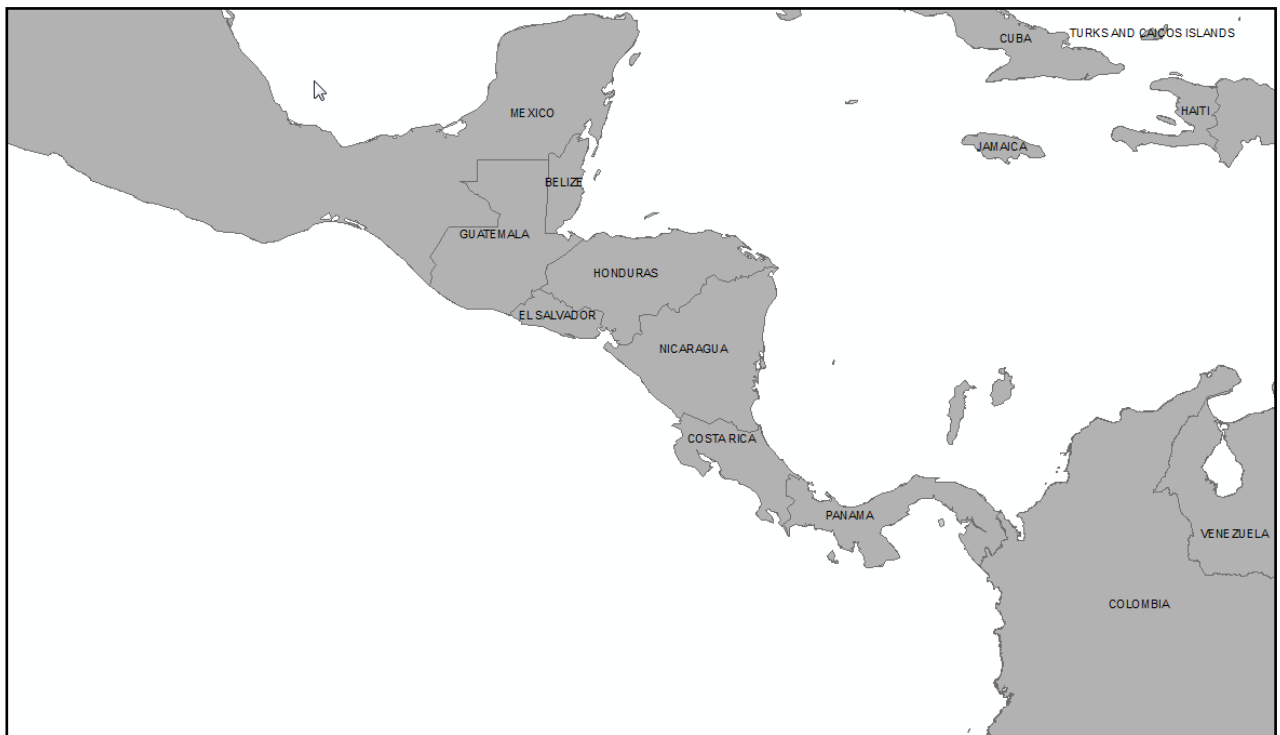 TURKS AND CAICOS ISLANDS
CUBA
MEXICO
HAITI
JAMAICA
BELIZE
GUATEMALA
HONDURAS
EL SALVADOR
NICARAGUA
COSTA RICA
PANAMA
VENEZUELA
COLOMBIA